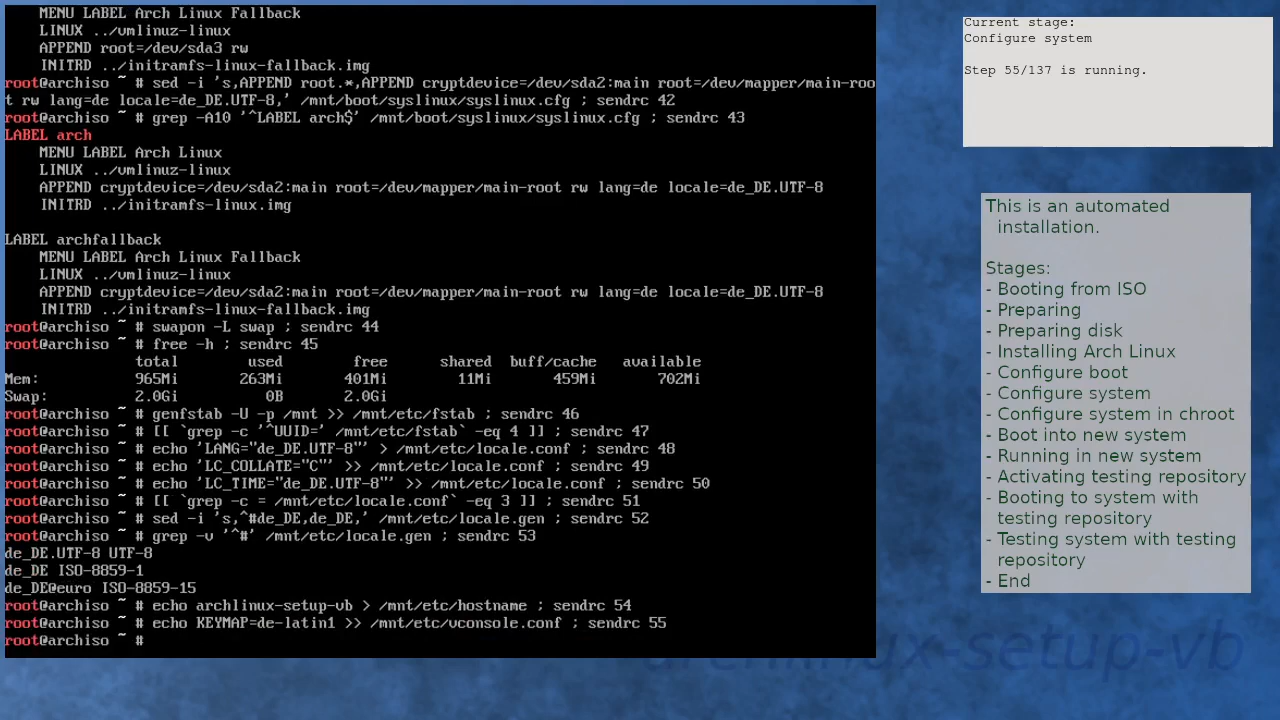 MENU LABEL Arch Linux Fallback
LINUX ../vmlinuz-linux
APPEND root=/dev/sda3 rw
INITRD ../initramfs-linux-fallback.img
root@archiso ~ # sed -i 's,APPEND root.*,APPEND cryptdevice=/dev/sda2:main root=/dev/mapper/main-roo
t rw lang=de locale=de_DE.UTF-8,' /mnt/boot/syslinux/syslinux.cfg ; sendrc 42
root@archiso ~ # grep -A10 '^LABEL arch$' /mnt/boot/syslinux/syslinux.cfg ; sendrc 43
LABEL arch
MENU LABEL Arch Linux
LINUX ../vmlinuz-linux
APPEND cryptdevice=/dev/sda2:main root=/dev/mapper/main-root rw lang=de locale=de_DE.UTF-8
INITRD ../initramfs-linux.img
LABEL archfallback
MENU LABEL Arch Linux Fallback
LINUX ../vmlinuz-linux
APPEND cryptdevice=/dev/sda2:main root=/dev/mapper/main-root rw lang=de locale=de_DE.UTF-8
INITRD ../initramfs-linux-fallback.img
root@archiso ~ # swapon -L swap ; sendrc 44
root@archiso ~ # free -h ; sendrc 45
total used free shared buff/cache available
Mem: 965Mi 263Mi 401Mi 11Mi 459Mi 702Mi
Swap: 2.0Gi 0B 2.0Gi
root@archiso ~ # genfstab -U -p /mnt >> /mnt/etc/fstab ; sendrc 46
root@archiso ~ # [[ `grep -c '^UUID=' /mnt/etc/fstab` -eq 4 ]] ; sendrc 47
root@archiso ~ # echo 'LANG="de_DE.UTF-8"' > /mnt/etc/locale.conf ; sendrc 48
root@archiso ~ # echo 'LC_COLLATE="C"' >> /mnt/etc/locale.conf ; sendrc 49
root@archiso ~ # echo 'LC_TIME="de_DE.UTF-8"' >> /mnt/etc/locale.conf ; sendrc 50
root@archiso ~ # [[ `grep -c = /mnt/etc/locale.conf` -eq 3 ]] ; sendrc 51
root@archiso ~ # sed -i 's,^#de_DE,de_DE,' /mnt/etc/locale.gen ; sendrc 52
root@archiso ~ # grep -v '^#' /mnt/etc/locale.gen ; sendrc 53
de_DE.UTF-8 UTF-8
de_DE ISO-8859-1
de_DE@euro ISO-8859-15
root@archiso ~ # echo archlinux-setup-vb > /mnt/etc/hostname ; sendrc 54
root@archiso ~ # echo KEYMAP=de-latin1 >> /mnt/etc/vconsole.conf ; sendrc 55
root@archiso ~ #
Current stage:
Configure system
Step 55/137 is running.
This is an automated
installation.
Stages:
- Booting from ISO
- Preparing
- Preparing disk
- Installing Arch Linux
- Configure boot
- Configure system
- Configure system in chroot
- Boot into new system
- Running in new system
- Activating testing repository
- Booting to system with
testing repository
- Testing system with testing
repository
- End